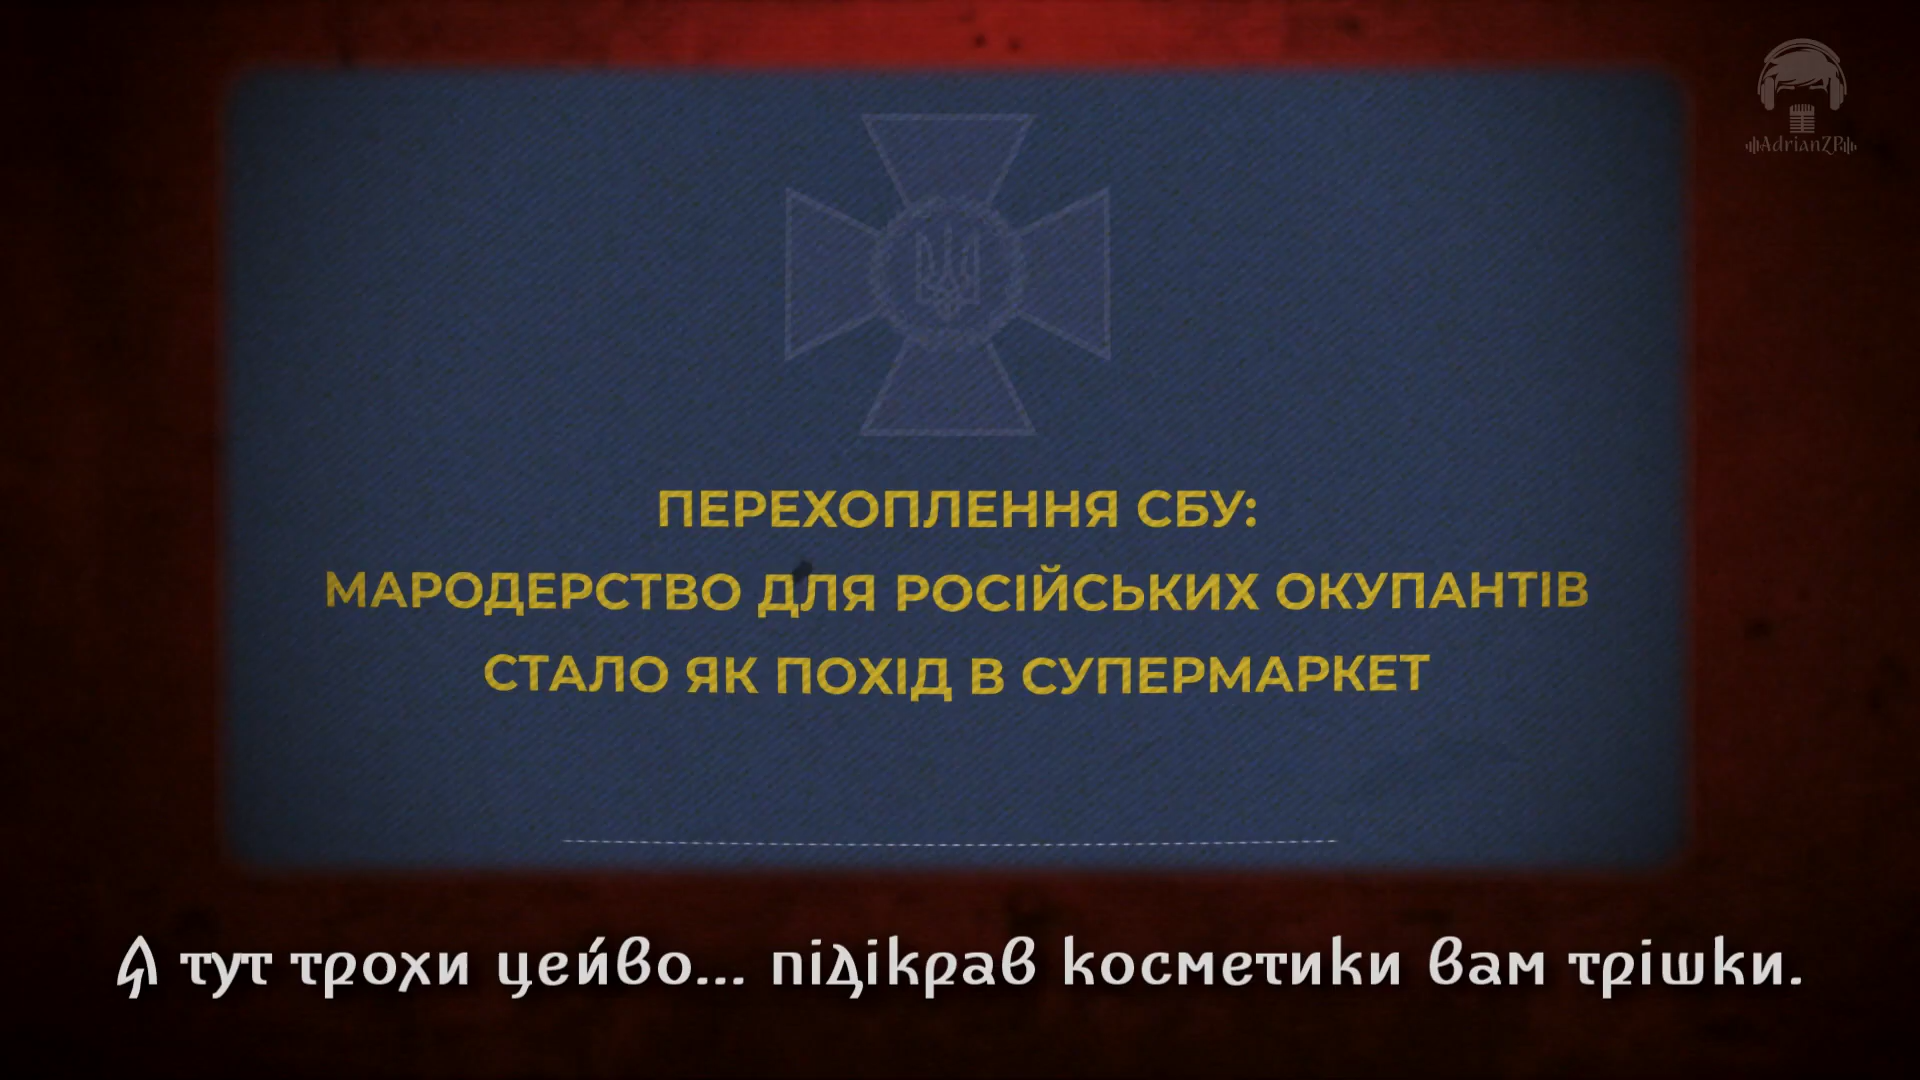 AdrianZP
ПЕРЕХОПЛЕННЯ СБУ:
МАРОДЕРСТВО ДЛЯ РОСІЙСЬКИХ ОКУПАНТІВ
СТАЛО ЯК ПОХІД В СУПЕРМАРКЕТ
Я тут трохи цейво... підікрав косметики вам трішки.